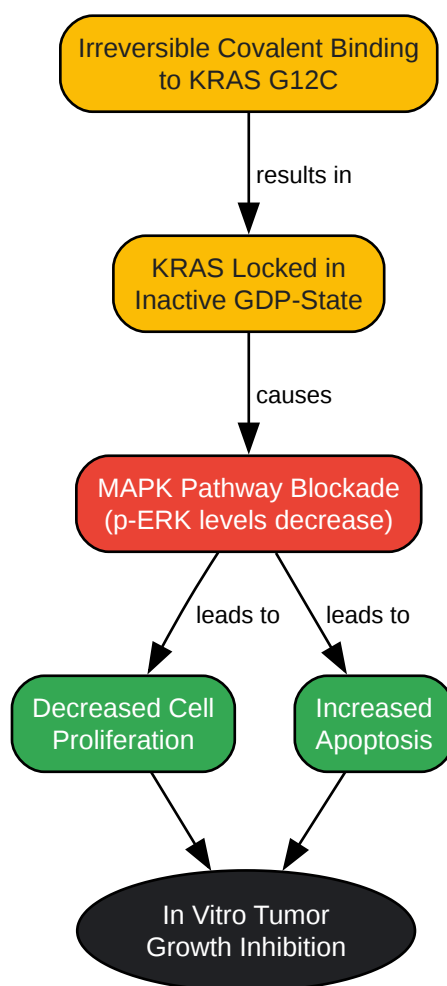 Irreversible Covalent Binding
to KRAS G12C
results in
KRAS Locked in
Inactive GDP-State
causes
MAPK Pathway Blockade
(p-ERK levels decrease)
leads to
leads to
Decreased Cell
Proliferation
Increased
Apoptosis
In Vitro Tumor
Growth Inhibition